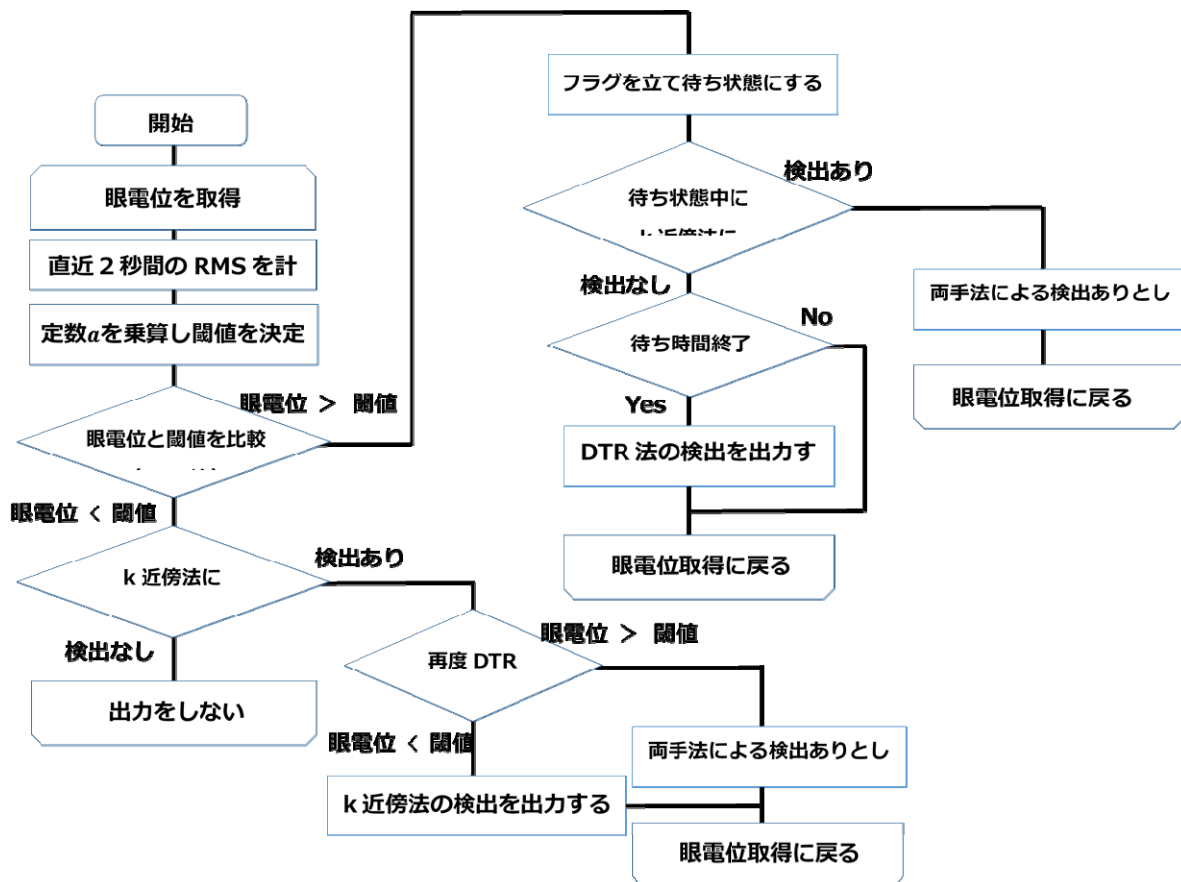 開始
眼電位を取得
直近2秒間の RMS を計
定数aを乗算し閾値を決定
眼電位 > 閾値
眼電位と閾値を比較
眼電位 < 閾値
k 近傍法に
検出あり
検出なし
出力をしない
再度 DTR
眼電位 > 閾値
眼電位 < 閾値
両手法による検出ありとし
k 近傍法の検出を出力する
眼電位取得に戻る
フラグを立て待ち状態にする
待ち状態中に
k 近傍法に
検出あり
検出なし
両手法による検出ありとし
眼電位取得に戻る
待ち時間終了
No
Yes
DTR 法の検出を出力す
眼電位取得に戻る